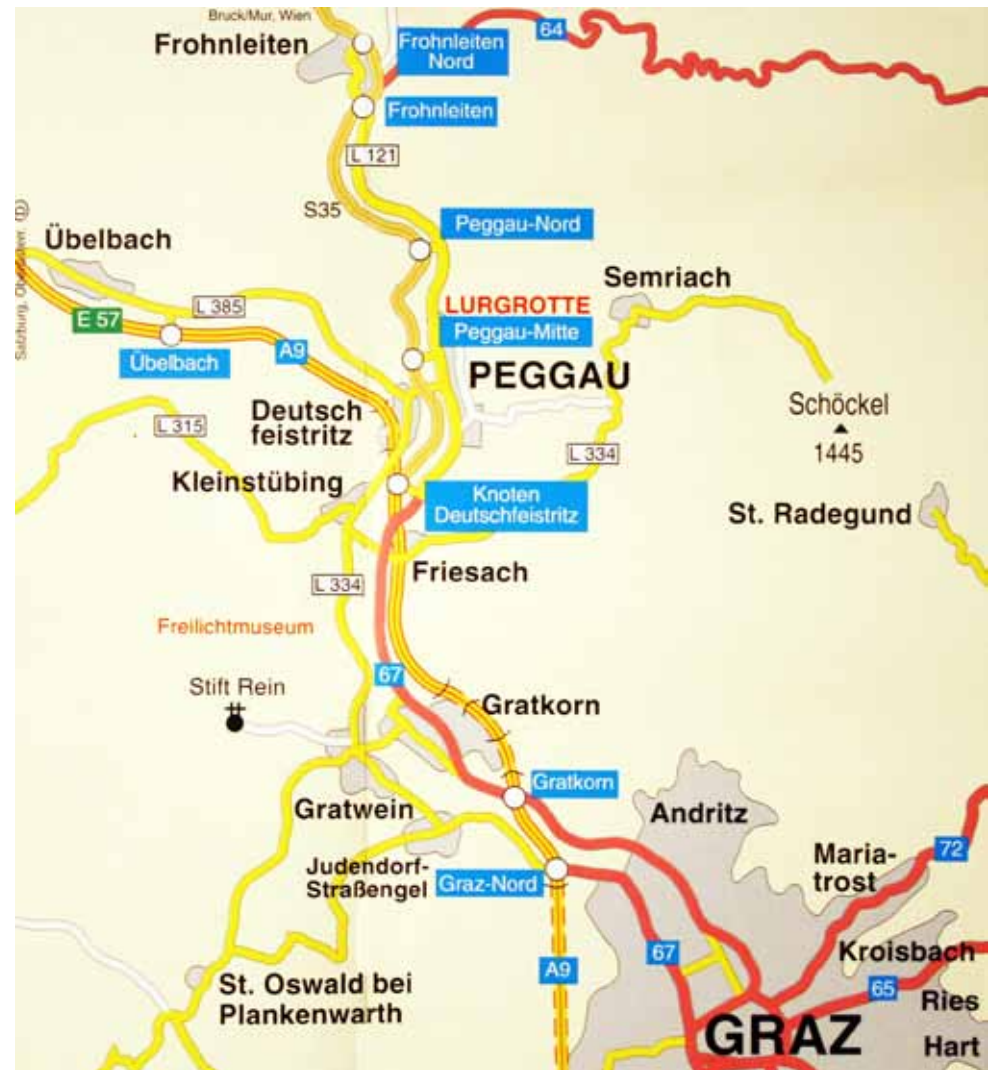 Bruck/Mur, Wien
Frohnleiten
Frohnleiten
Nord
64
Frohnleiten
L 121
S35
Peggau-Nord
Übelbach
Semriach
LURGROTTE
L 385
E 57
Peggau-Mitte
A9
Übelbach
PEGGAU
Deutsch
feistritz
Schöckel
1445
L 315
L 334
Kleinstübing
Knoten
Deutschfeistritz
St. Radegund
Friesach
L 334
Freilichtmuseum
67
Stift Rein
Gratkorn
Gratkorn
Gratwein
Andritz
Maria-
trost
72
Judendorf-
Straßengel
Graz-Nord
Kroisbach
67
A9
65
St. Oswald bei
Plankenwarth
Ries
GRAZ
Hart
Salzburg,